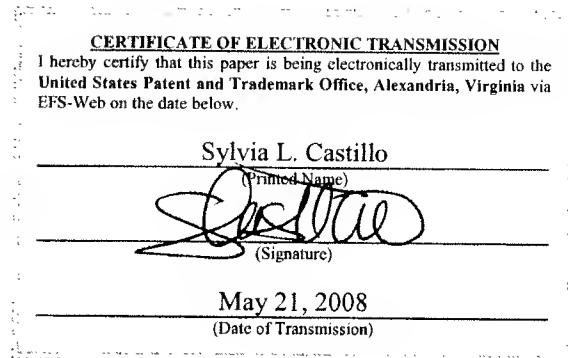 CERTIFICATE OF ELECTRONIC TRANSMISSION
I hereby certify that this paper is being electronically transmitted to the
United States Patent and Trademark Office, Alexandria, Virginia via
EFS-Web on the date below.
Sylvia L. Castillo
(Printed Name)
(Signature)
May 21, 2008
(Date of Transmission)